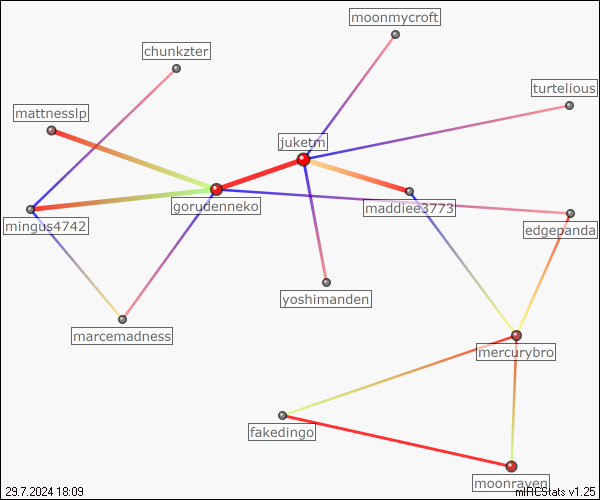 moonmycroft
chunkzter
turtelious
mattnesslp
juketm
gorudenneko
maddiee3773
mingus4742
edgepanda
yoshimanden
marcemadness
mercurybro
fakedingo
moonraven
29.7.2024 18:09
mIRCStats v1.25